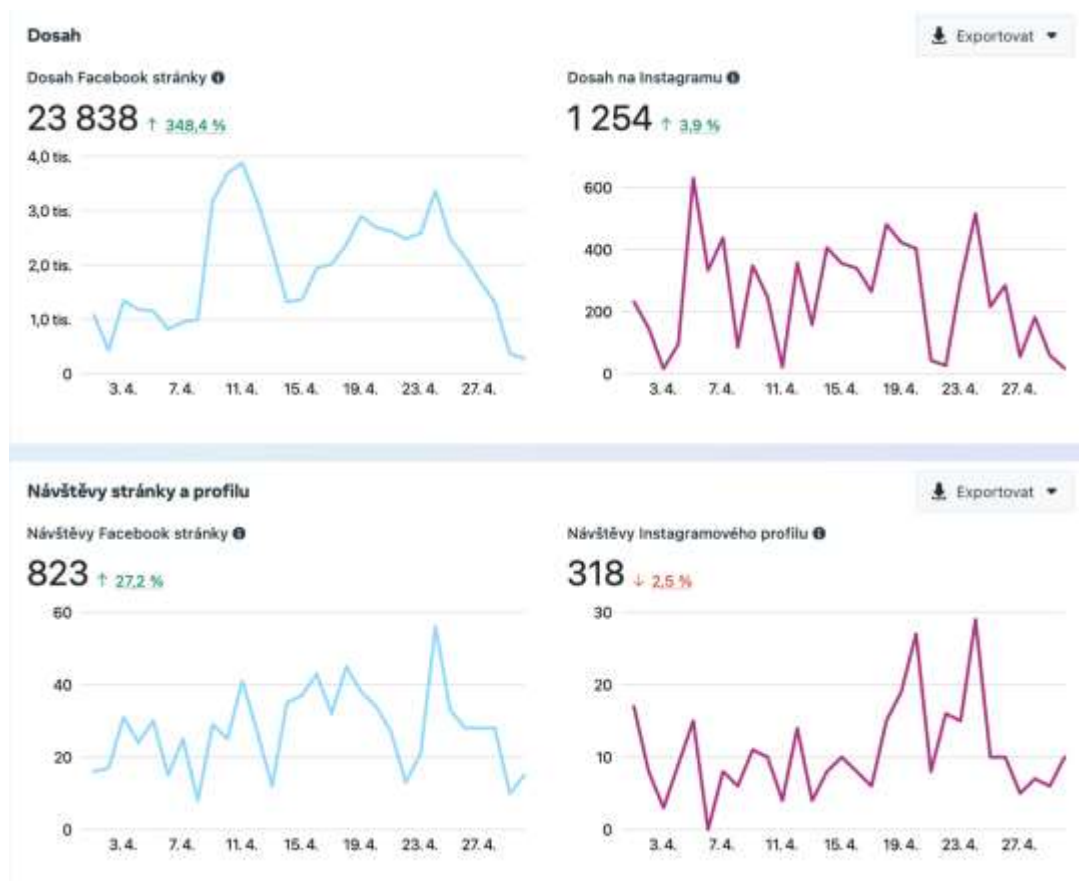 Dosah
Exportovat
Dosah Facebook stránky
23 838 ↑ 348,4 %
4,0 tis.
3,0 tis.
2,0 tis.
1,0 tis.
0
3. 4. 7. 4. 11. 4. 15. 4. 19. 4. 23. 4. 27. 4.
Dosah na Instagramu
1 254 ↑ 3,9 %
600
400
200
0
3. 4. 7. 4. 11. 4. 15. 4. 19. 4. 23. 4. 27. 4.
Návštěvy stránky a profilu
Exportovat
Návštěvy Facebook stránky
823 ↑ 27,2 %
60
40
20
0
3. 4. 7. 4. 11. 4. 15. 4. 19. 4. 23. 4. 27. 4.
Návštěvy Instagramového profilu
318 ↓ 2,5 %
30
20
10
0
3. 4. 7. 4. 11. 4. 15. 4. 19. 4. 23. 4. 27. 4.